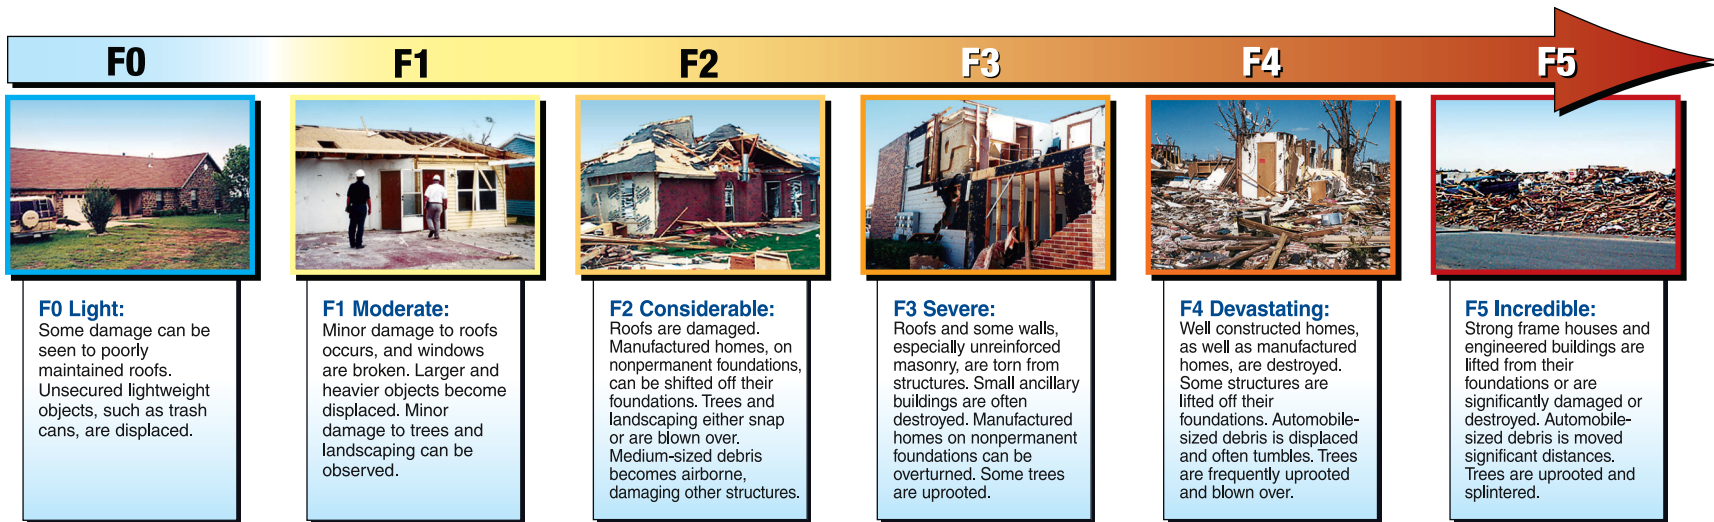 F0
F1
F2
F3
F4
F5
F0 Light:
Some damage can be
seen to poorly
maintained roofs.
Unsecured lightweight
objects, such as trash
cans, are displaced.
F1 Moderate:
Minor damage to roofs
occurs, and windows
are broken. Larger and
heavier objects become
displaced. Minor
damage to trees and
landscaping can be
observed.
F2 Considerable:
Roofs are damaged.
Manufactured homes, on
nonpermanent foundations,
can be shifted off their
foundations. Trees and
landscaping either snap
or are blown over.
Medium-sized debris
becomes airborne,
damaging other structures.
F3 Severe:
Roofs and some walls,
especially unreinforced
masonry, are torn from
structures. Small ancillary
buildings are often
destroyed. Manufactured
homes on nonpermanent
foundations can be
overturned. Some trees
are uprooted.
F4 Devastating:
Well constructed homes,
as well as manufactured
homes, are destroyed.
Some structures are
lifted off their
foundations. Automobile-
sized debris is displaced
and often tumbles. Trees
are frequently uprooted
and blown over.
F5 Incredible:
Strong frame houses and
engineered buildings are
lifted from their
foundations or are
significantly damaged or
destroyed. Automobile-
sized debris is moved
significant distances.
Trees are uprooted and
splintered.